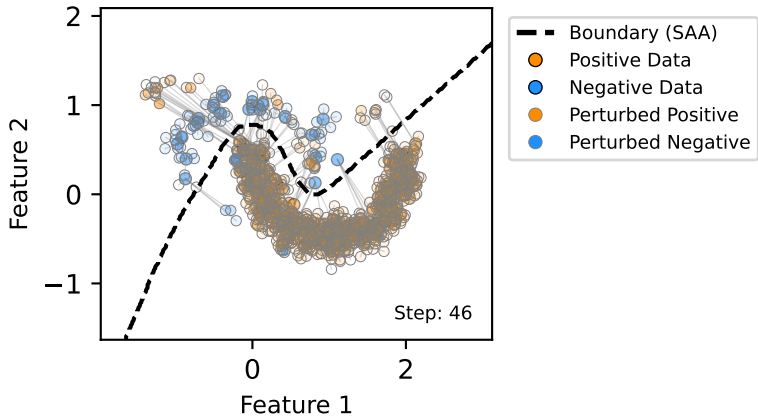 2
1
0
−1
Feature 2
0
2
Feature 1
Step: 46
Boundary (SAA)
Positive Data
Negative Data
Perturbed Positive
Perturbed Negative